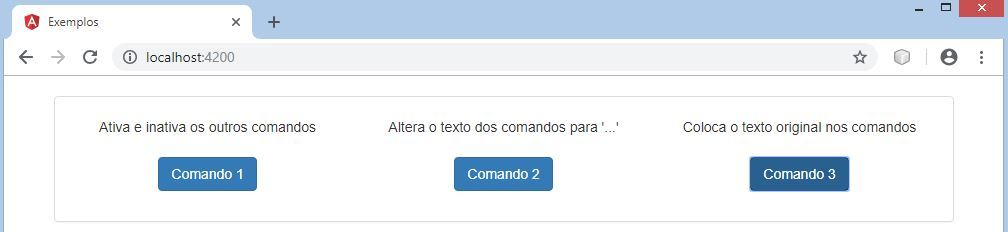 Exemplos
localhost:4200
Ativa e inativa os outros comandos Altera o texto dos comandos para '...' Coloca o texto original nos comandos
Comando 1 Comando 2 Comando 3